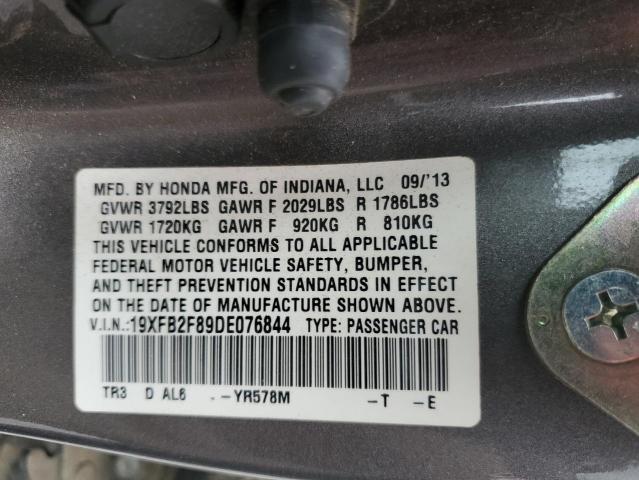 MFD. BY HONDA MFG. OF INDIANA, LLC 09/'13
GVWR 3792LBS GAWR F 2029LBS R 1786LBS
GVWR 1720KG GAWR F 920KG R 810KG
THIS VEHICLE CONFORMS TO ALL APPLICABLE
FEDERAL MOTOR VEHICLE SAFETY, BUMPER,
AND THEFT PREVENTION STANDARDS IN EFFECT
ON THE DATE OF MANUFACTURE SHOWN ABOVE.
V.I.N.:19XFB2F89DE076844 TYPE: PASSENGER CAR
TR3 D AL6 - -YR578M -T -E